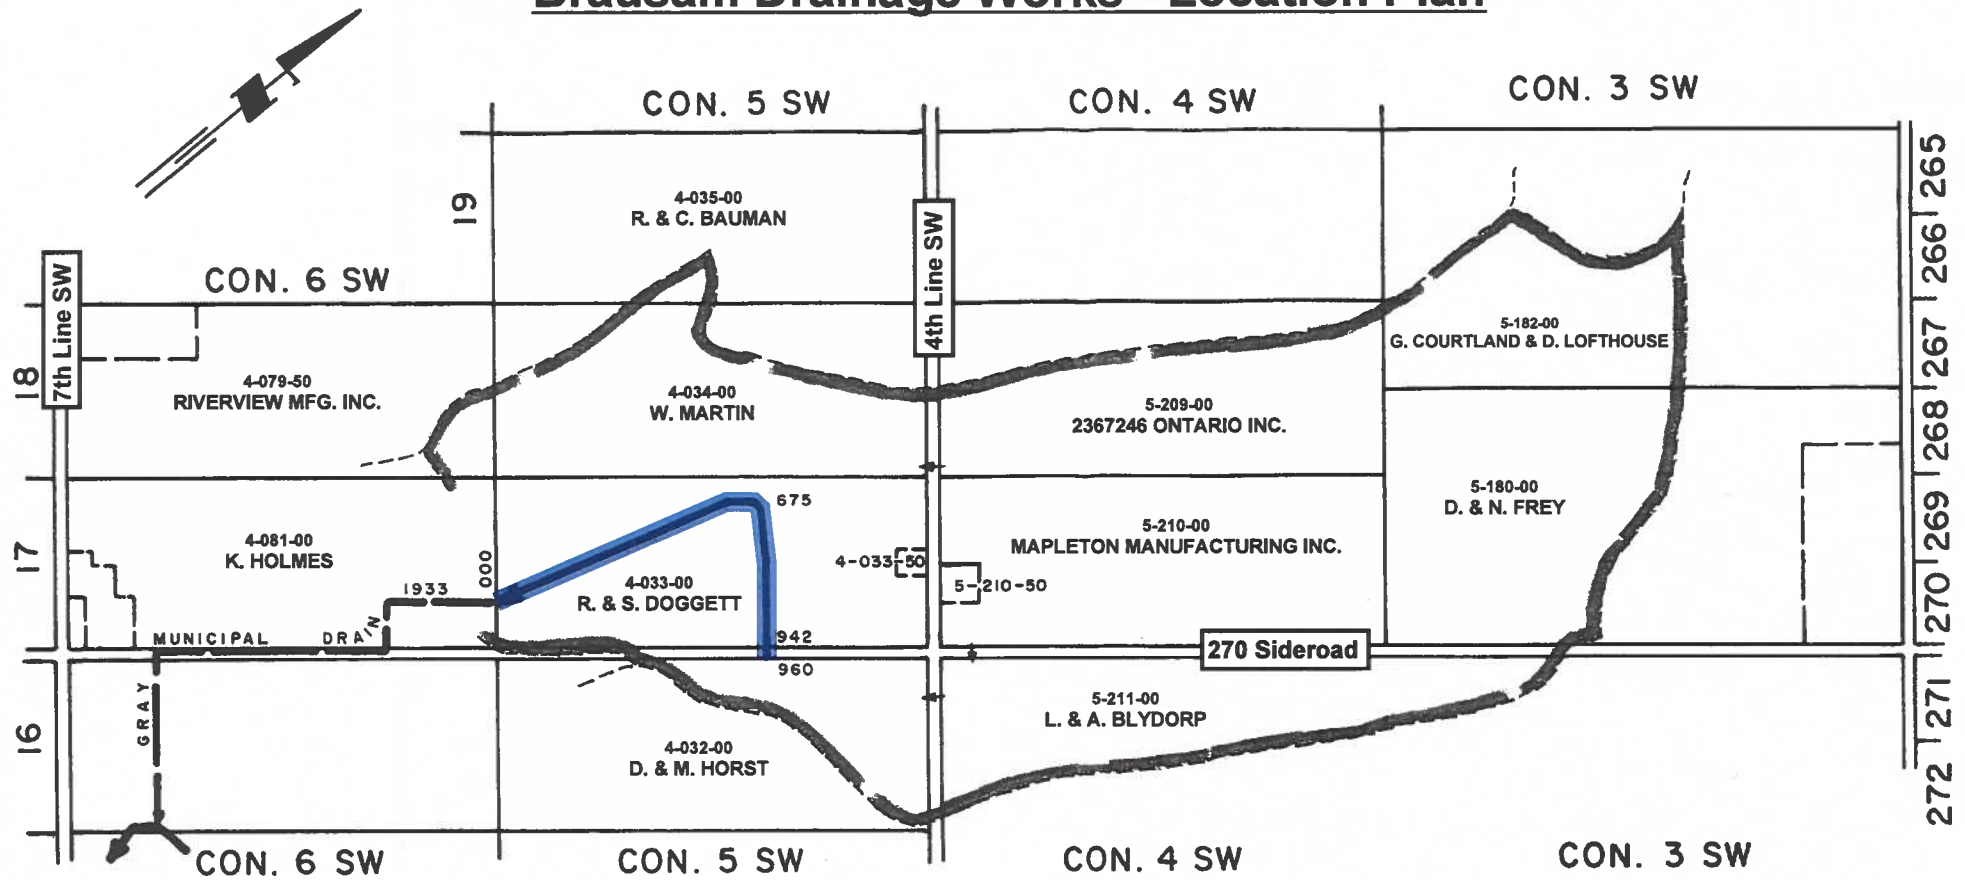 Drainage Works - Location Plan
CON. 5 SW
CON. 4 SW
CON. 3 SW
265
19
4-035-00
R. & C. BAUMAN
4th Line SW
266
7th Line SW
CON. 6 SW
18
4-079-50
RIVERVIEW MFG. INC.
4-034-00
W. MARTIN
5-209-00
2367246 ONTARIO INC.
5-182-00
G. COURTLAND & D. LOFTHOUSE
267
268
5-180-00
D. & N. FREY
269
17
4-081-00
K. HOLMES
000
675
4-033-00
R. & S. DOGGETT
4-033-50
5-210-00
MAPLETON MANUFACTURING INC.
5-210-50
270
1933
MUNICIPAL DRAIN
942
960
270 Sideroad
GRAY
16
4-032-00
D. & M. HORST
5-211-00
L. & A. BLYDORP
271
272
CON. 6 SW
CON. 5 SW
CON. 4 SW
CON. 3 SW